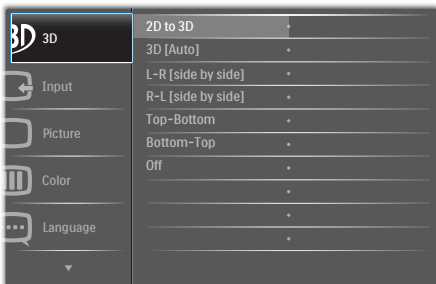 3D
Input
Picture
Color
Language
2D to 3D
3D [Auto]
L-R [side by side]
R-L [side by side]
Top-Bottom
Bottom-Top
Off